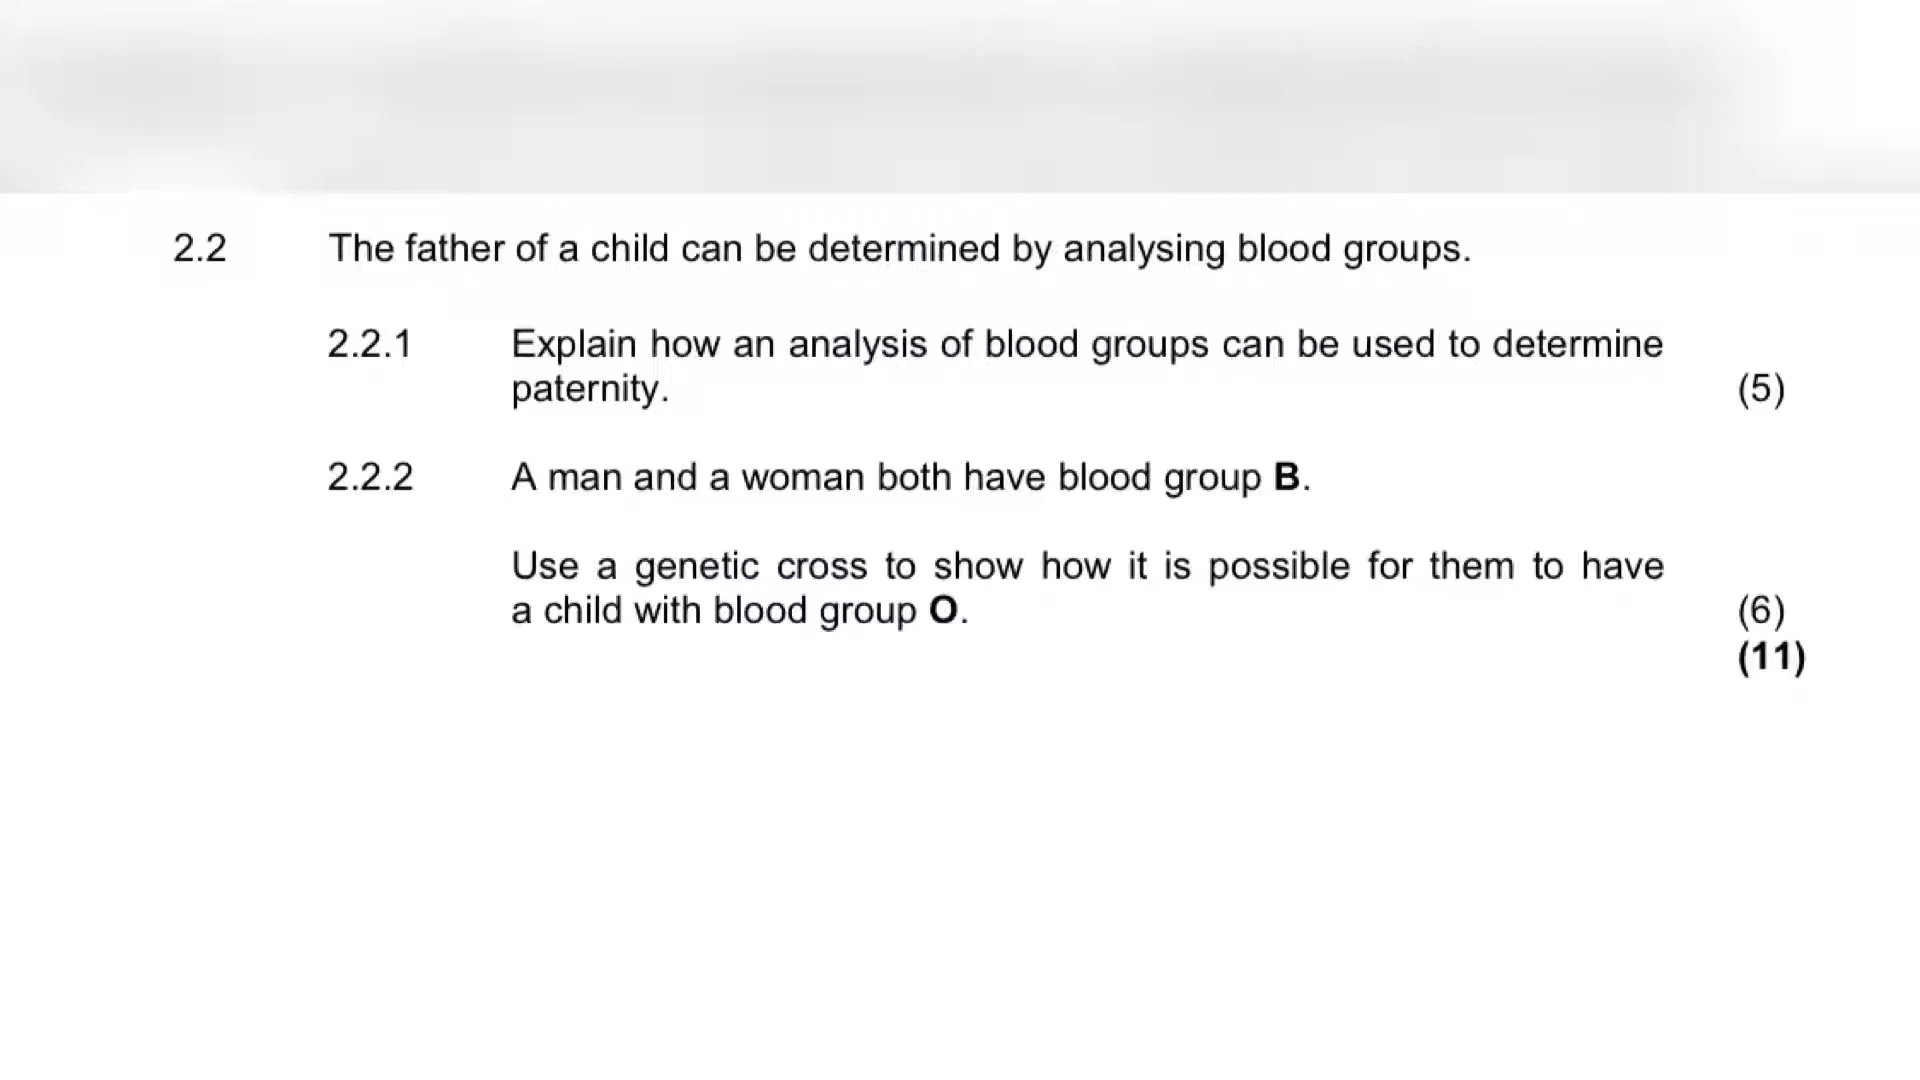 2.2 The father of a child can be determined by analysing blood groups.
2.2.1 Explain how an analysis of blood groups can be used to determine
paternity. (5)
2.2.2 A man and a woman both have blood group B.
Use a genetic cross to show how it is possible for them to have
a child with blood group O. (6)
(11)